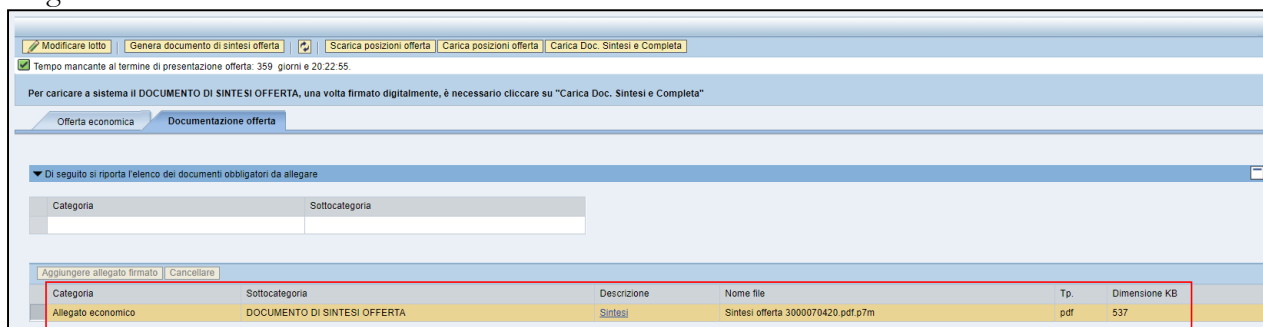 Modificare lotto Genera documento di sintesi offerta Scarica posizioni offerta Carica posizioni offerta Carica Doc. Sintesi e Completa
Tempo mancante al termine di presentazione offerta: 359 giorni e 20:22:55.
Per caricare a sistema il DOCUMENTO DI SINTESI OFFERTA, una volta firmato digitalmente, è necessario cliccare su "Carica Doc. Sintesi e Completa"
Offerta economica Documentazione offerta
Di seguito si riporta l'elenco dei documenti obbligatori da allegare
Categoria Sottocategoria
Aggiungere allegato firmato Cancellare
Categoria Sottocategoria Descrizione Nome file Tp. Dimensione KB
Allegato economico DOCUMENTO DI SINTESI OFFERTA Sintesi Sintesi offerta 3000070420.pdf.p7m pdf 537